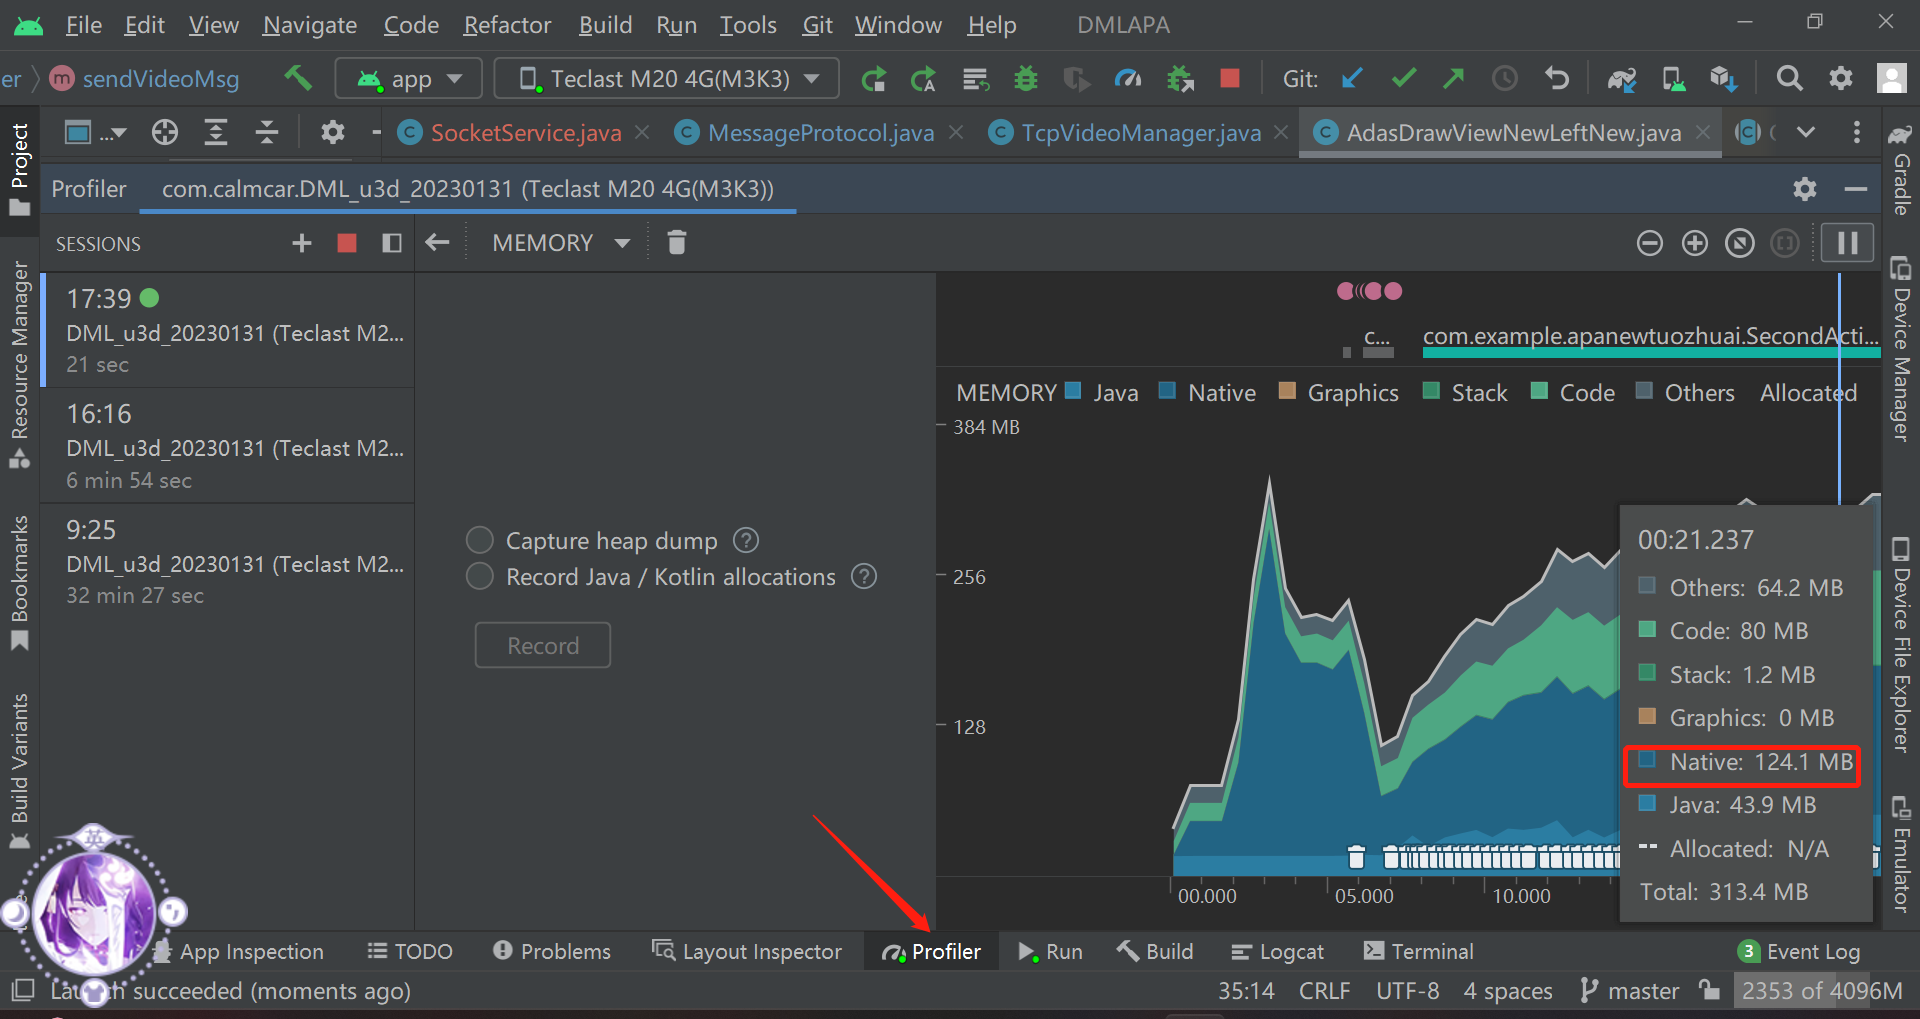 File Edit View Navigate Code Refactor Build Run Tools Git Window Help DMLAPA
er sendVideoMsg app Teclast M20 4G(M3K3) Git:
... SocketService.java MessageProtocol.java TcpVideoManager.java AdasDrawViewNewLeftNew.java
Profiler com.calmcar.DML_u3d_20230131 (Teclast M20 4G(M3K3))
SESSIONS MEMORY
17:39
DML_u3d_20230131 (Teclast M2...
21 sec
16:16
DML_u3d_20230131 (Teclast M2...
6 min 54 sec
9:25
DML_u3d_20230131 (Teclast M2...
32 min 27 sec
Capture heap dump ?
Record Java / Kotlin allocations ?
Record
c... com.example.apanewtuozhuai.SecondActi...
MEMORY Java Native Graphics Stack Code Others Allocated
384 MB
256
128
00.000 05.000 10.000
00:21.237
Others: 64.2 MB
Code: 80 MB
Stack: 1.2 MB
Graphics: 0 MB
Native: 124.1 MB
Java: 43.9 MB
Allocated: N/A
Total: 313.4 MB
Project
Resource Manager
Bookmarks
Build Variants
Gradle
Device Manager
Device File Explorer
Emulator
英
App Inspection TODO Problems Layout Inspector Profiler Run Build Logcat Terminal 3 Event Log
succeeded (moments ago) 35:14 CRLF UTF-8 4 spaces master 2353 of 4096M